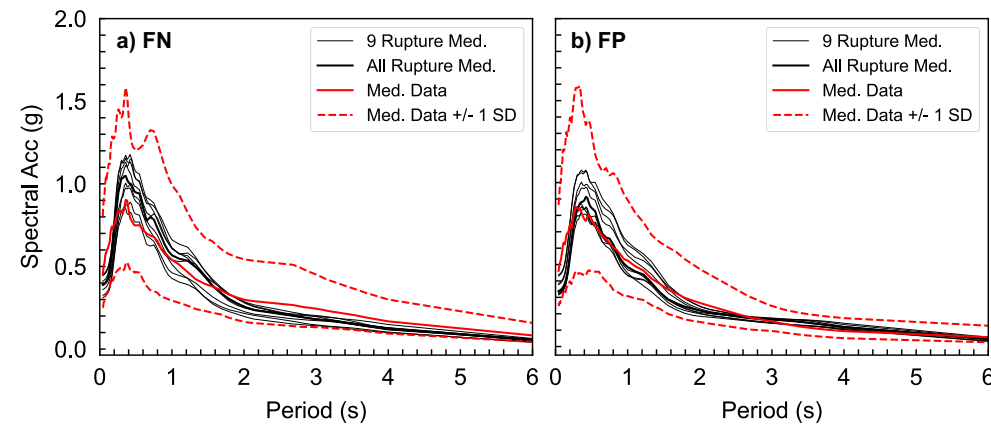 a) FN
9 Rupture Med.
All Rupture Med.
Med. Data
Med. Data +/- 1 SD
b) FP
9 Rupture Med.
All Rupture Med.
Med. Data
Med. Data +/- 1 SD
2.0
1.5
1.0
0.5
0.0
Spectral Acc (g)
0 1 2 3 4 5 6
0 1 2 3 4 5 6
Period (s)
Period (s)